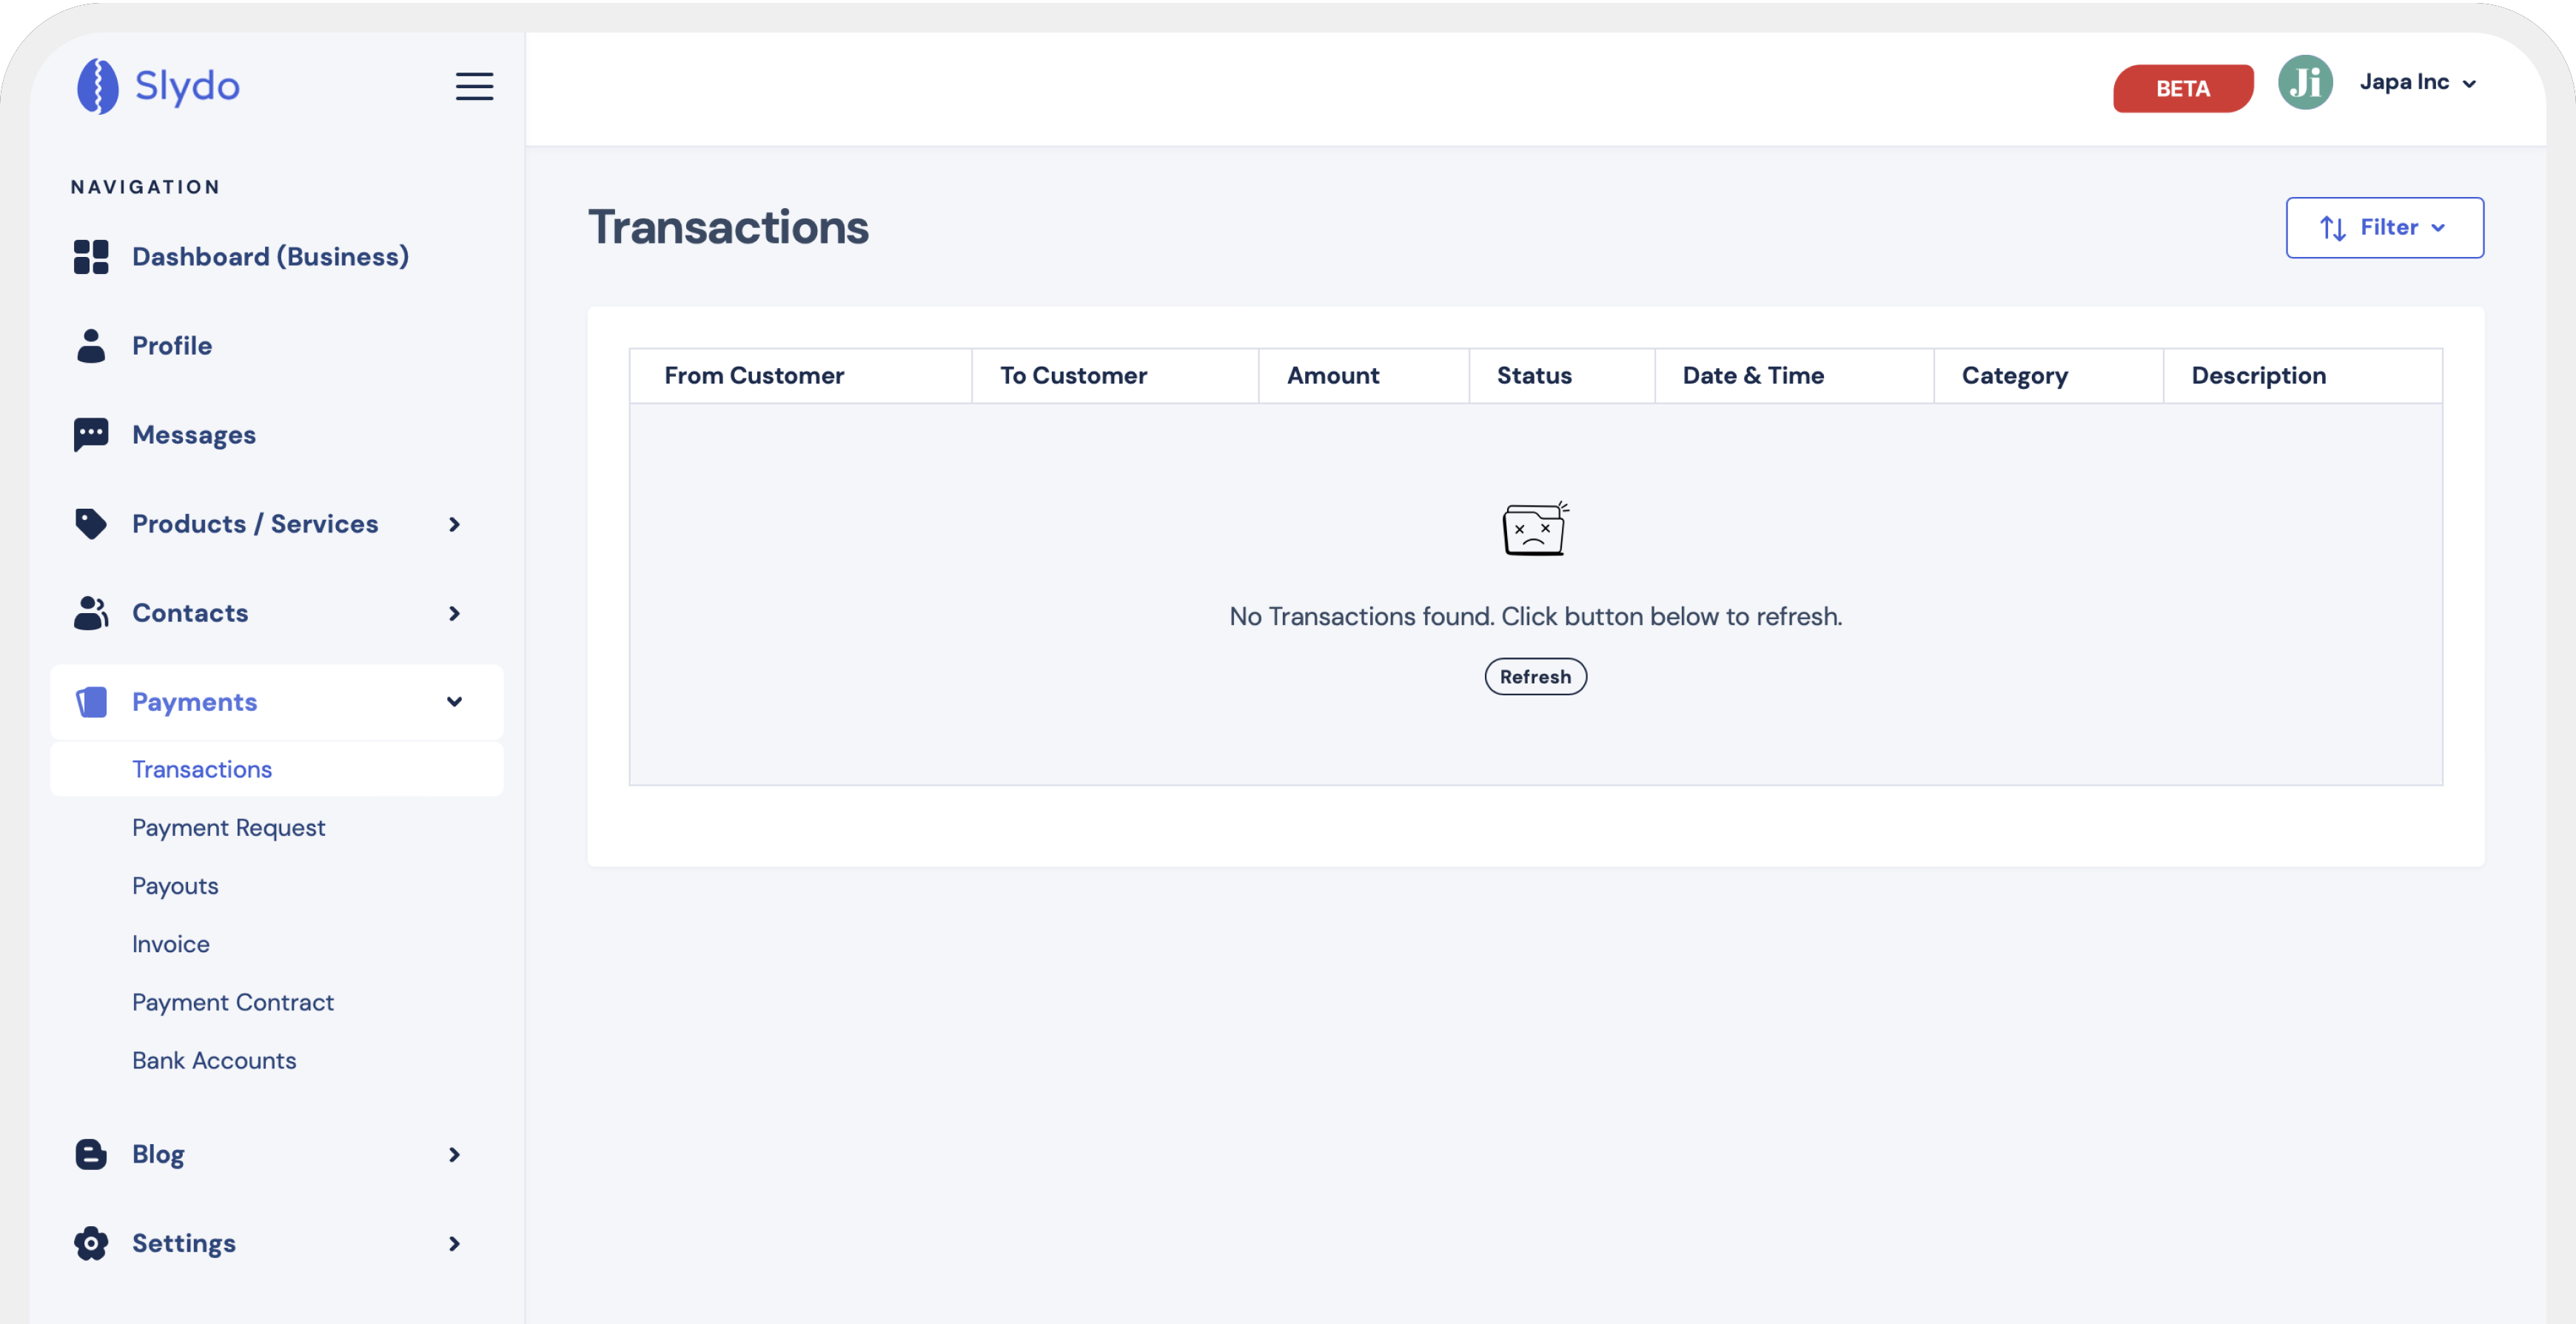 Slydo
BETA
Ji
Japa Inc
NAVIGATION
Dashboard (Business)
Profile
Messages
Products / Services
Contacts
Payments
Transactions
Payment Request
Payouts
Invoice
Payment Contract
Bank Accounts
Blog
Settings
Transactions
Filter
From Customer To Customer Amount Status Date & Time Category Description
No Transactions found. Click button below to refresh.
Refresh